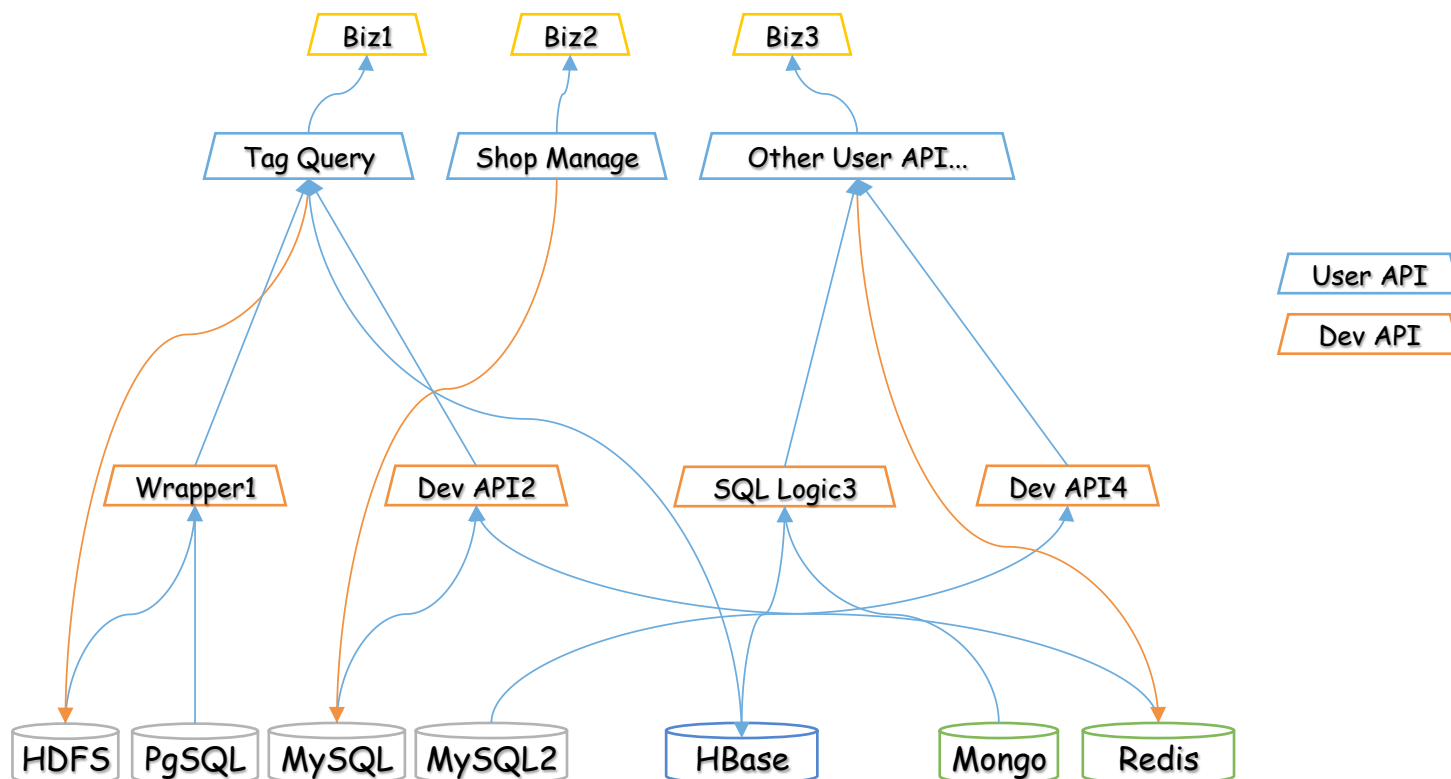 Biz1
Biz2
Biz3
Tag Query
Shop Manage
Other User API...
User API
Dev API
Wrapper1
Dev API2
SQL Logic3
Dev API4
HDFS
PgSQL
MySQL
MySQL2
HBase
Mongo
Redis